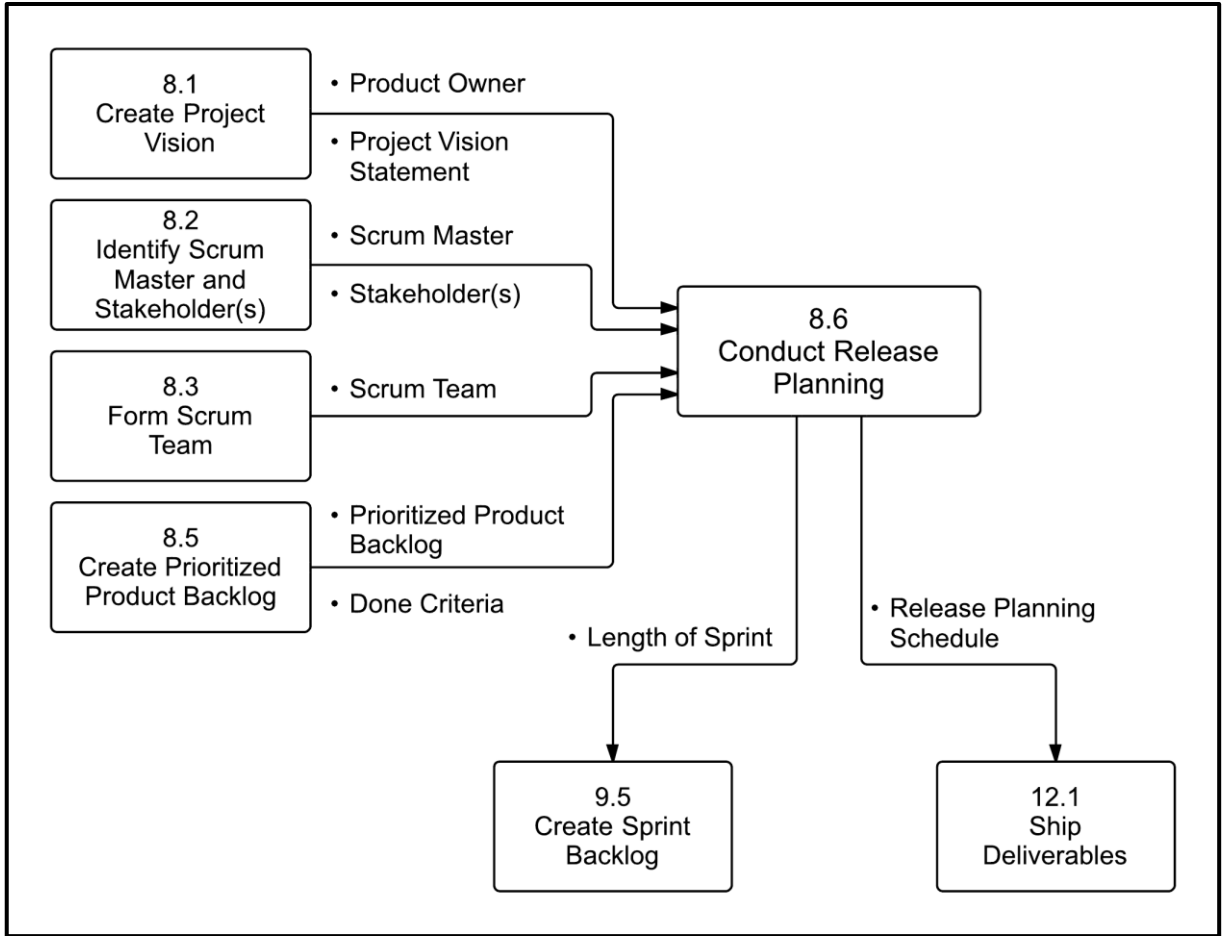 8.1
Create Project
Vision
• Product Owner
• Project Vision
Statement
8.2
Identify Scrum
Master and
Stakeholder(s)
• Scrum Master
• Stakeholder(s)
8.3
Form Scrum
Team
• Scrum Team
8.5
Create Prioritized
Product Backlog
• Prioritized Product
Backlog
• Done Criteria
8.6
Conduct Release
Planning
• Length of Sprint
• Release Planning
Schedule
9.5
Create Sprint
Backlog
12.1
Ship
Deliverables